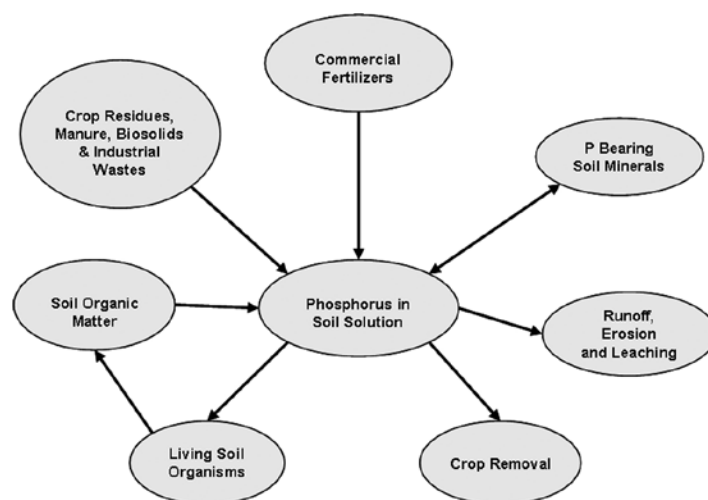 Commercial
Fertilizers
Crop Residues,
Manure, Biosolids
& Industrial
Wastes
P Bearing
Soil Minerals
Soil Organic
Matter
Phosphorus in
Soil Solution
Runoff,
Erosion
and Leaching
Living Soil
Organisms
Crop Removal